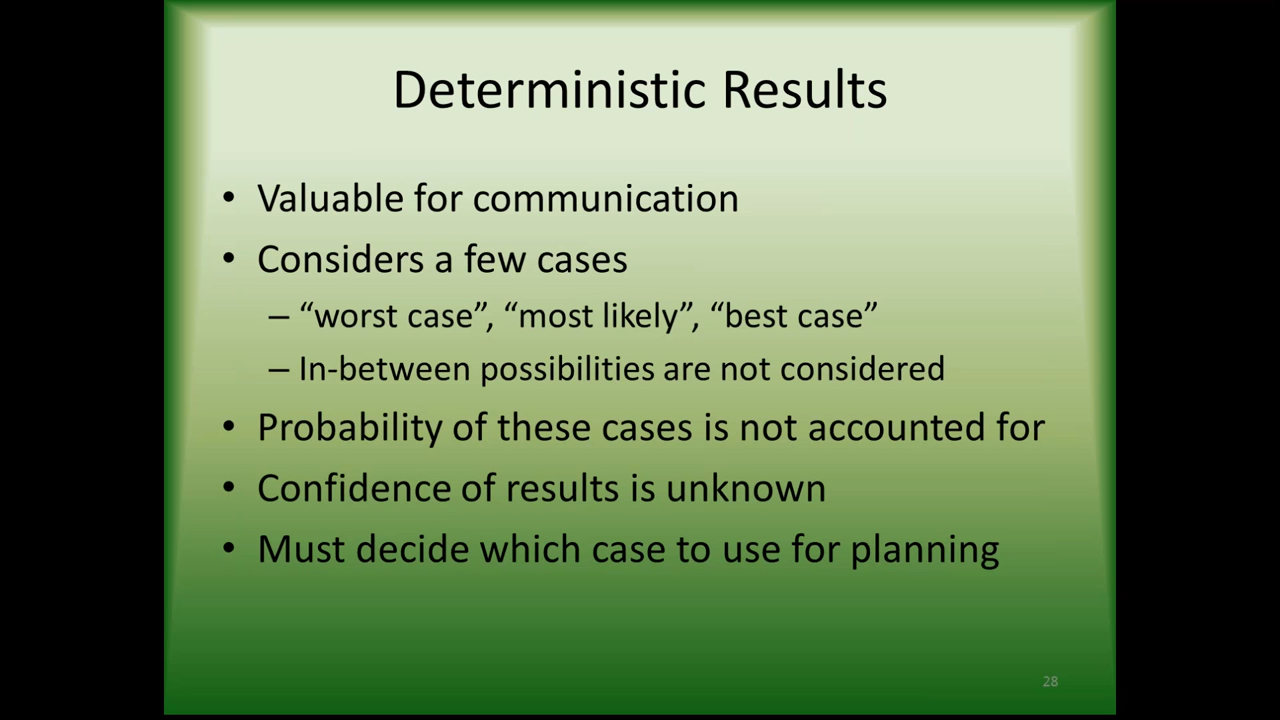 Deterministic Results
• Valuable for communication
• Considers a few cases
– “worst case”, “most likely”, “best case”
– In-between possibilities are not considered
• Probability of these cases is not accounted for
• Confidence of results is unknown
• Must decide which case to use for planning
28